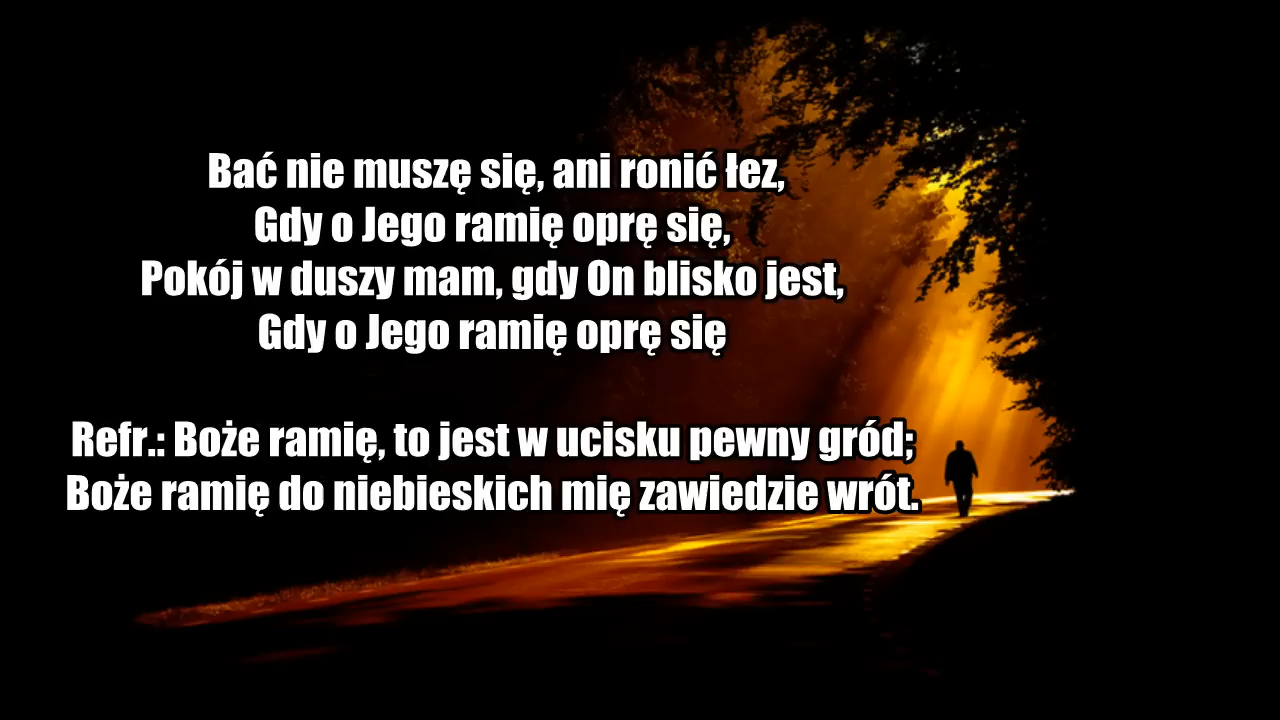 Bać nie muszę się, ani ronić łez,
Gdy o Jego ramię oprę się,
Pokój w duszy mam, gdy On blisko jest,
Gdy o Jego ramię oprę się
Refr.: Boże ramię, to jest w ucisku pewny gród;
Boże ramię do niebieskich mię zawiedzie wrót.